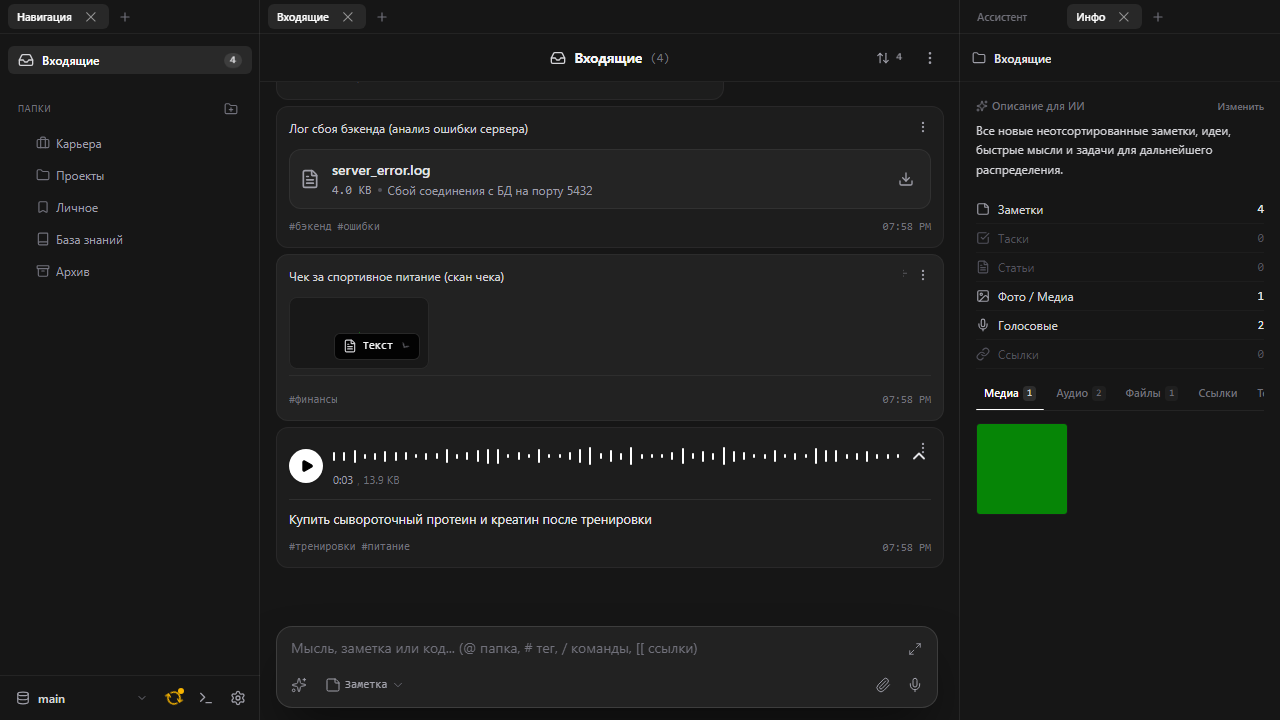 Навигация
Входящие
4
ПАПКИ
Карьера
Проекты
Личное
База знаний
Архив
main
Входящие
Входящие (4)
4
Лог сбоя бэкенда (анализ ошибки сервера)
server_error.log
4.0 KB • Сбой соединения с БД на порту 5432
#бэкенд #ошибки
07:58 PM
Чек за спортивное питание (скан чека)
Текст
#финансы
07:58 PM
0:03
13.9 KB
Купить сывороточный протеин и креатин после тренировки
#тренировки #питание
07:58 PM
Мысль, заметка или код... (@ папка, # тег, / команды, [[ ссылки)
Заметка
Ассистент
Инфо
Входящие
Описание для ИИ
Изменить
Все новые неотсортированные заметки, идеи,
быстрые мысли и задачи для дальнейшего
распределения.
Заметки 4
Таски 0
Статьи 0
Фото / Медиа 1
Голосовые 2
Ссылки 0
Медиа 1 Аудио 2 Файлы 1 Ссылки